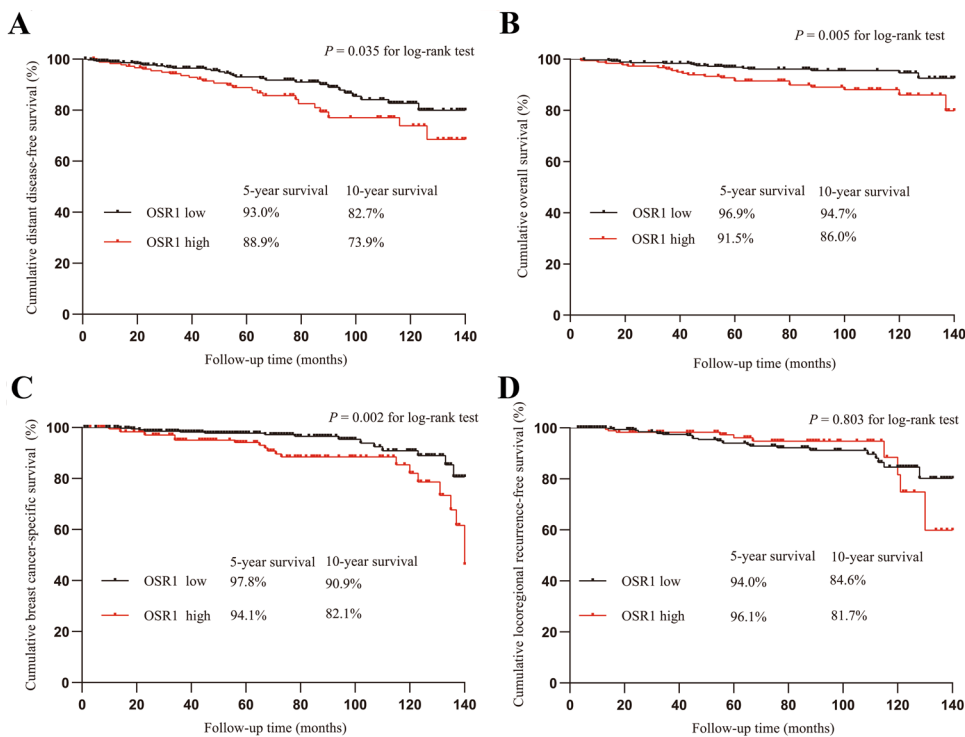 A
P = 0.035 for log-rank test
Cumulative distant disease-free survival (%)
100
80
60
40
80
20
0
5-year survival 10-year survival
OSR1 low 93.0% 82.7%
OSR1 high 88.9% 73.9%
0 20 40 60 80 100 120 140
Follow-up time (months)
B
P = 0.005 for log-rank test
Cumulative overall survival (%)
100
80
60
40
80
20
0
5-year survival 10-year survival
OSR1 low 96.9% 94.7%
OSR1 high 91.5% 86.0%
0 20 40 60 80 100 120 140
Follow-up time (months)
C
P = 0.002 for log-rank test
Cumulative breast cancer-specific survival (%)
100
80
60
40
80
20
0
5-year survival 10-year survival
OSR1 low 97.8% 90.9%
OSR1 high 94.1% 82.1%
0 20 40 60 80 100 120 140
Follow-up time (months)
D
P = 0.803 for log-rank test
Cumulative locoregional recurrence-free survival (%)
100
80
60
40
80
20
0
5-year survival 10-year survival
OSR1 low 94.0% 84.6%
OSR1 high 96.1% 81.7%
0 20 40 60 80 100 120 140
Follow-up time (months)